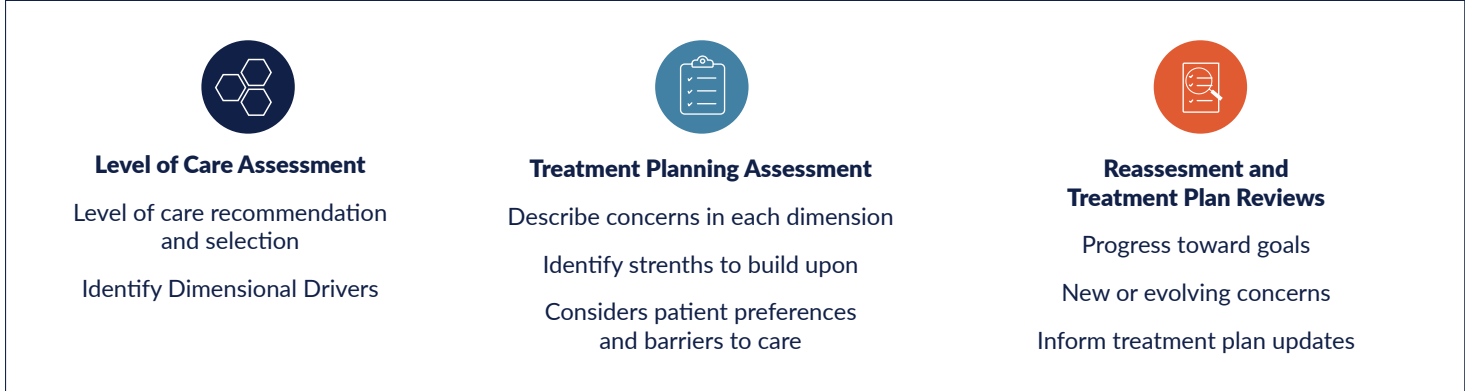 Level of Care Assessment
Level of care recommendation
and selection
Identify Dimensional Drivers
Treatment Planning Assessment
Describe concerns in each dimension
Identify strenths to build upon
Considers patient preferences
and barriers to care
Reassesment and
Treatment Plan Reviews
Progress toward goals
New or evolving concerns
Inform treatment plan updates